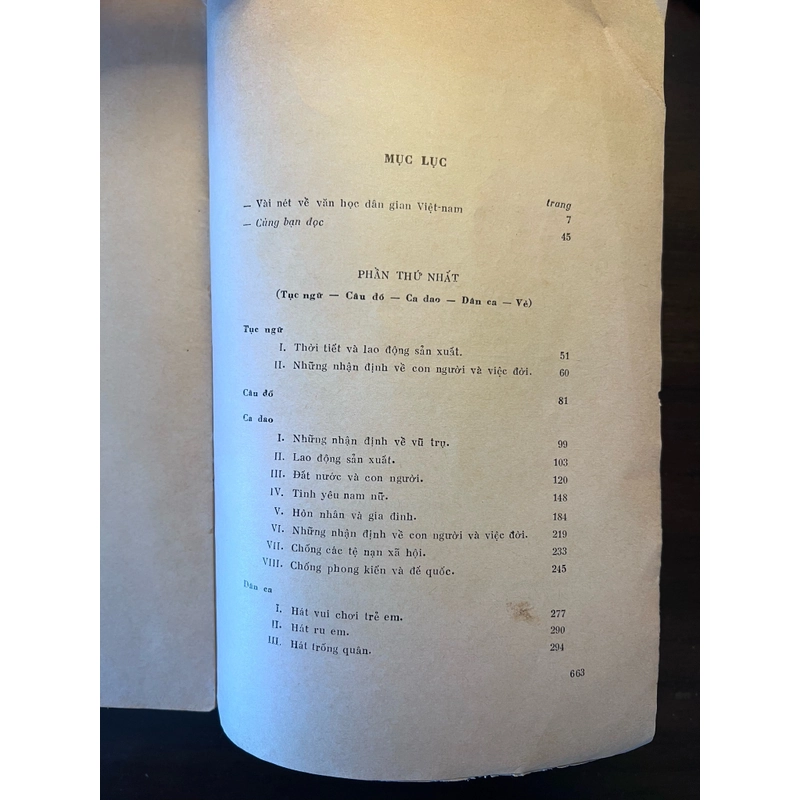 MỤC LỤC
trang
— Vài nét về văn học dân gian Việt-nam 7
— Cùng bạn đọc 45
PHẦN THỨ NHẤT
(Tục ngữ — Câu đố — Ca dao — Dân ca — Vè)
Tục ngữ
I. Thời tiết và lao động sản xuất. 51
II. Những nhận định về con người và việc đời. 60
Câu đố 81
Ca dao
I. Những nhận định về vũ trụ. 99
II. Lao động sản xuất. 103
III. Đất nước và con người. 120
IV. Tình yêu nam nữ. 148
V. Hôn nhân và gia đình. 184
VI. Những nhận định về con người và việc đời. 219
VII. Chống các tệ nạn xã hội. 233
VIII. Chống phong kiến và đế quốc. 245
Dân ca
I. Hát vui chơi trẻ em. 277
II. Hát ru em. 290
III. Hát trống quân. 294
663